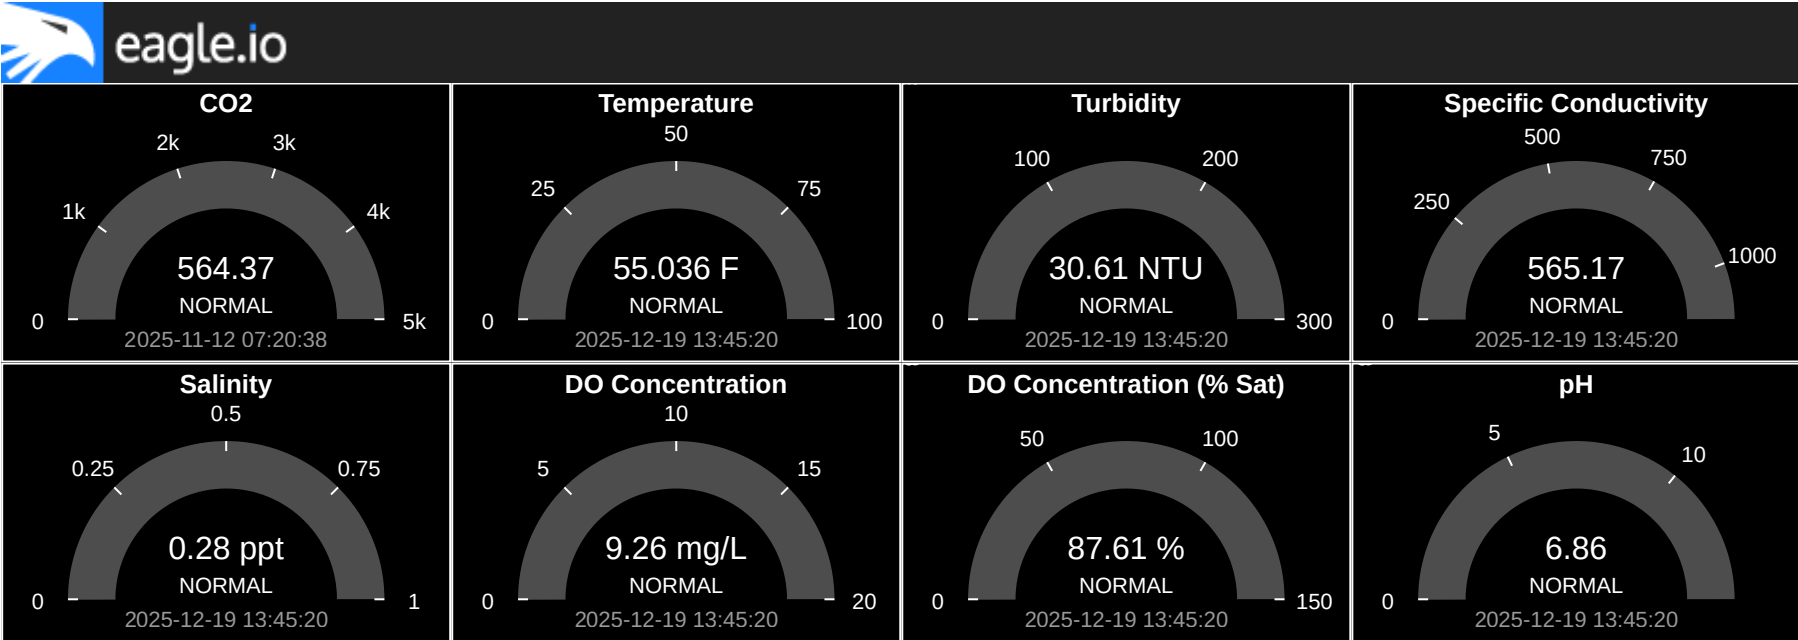 eagle.io
CO2
2k
3k
1k
4k
564.37
NORMAL
0
5k
2025-11-12 07:20:38
Temperature
50
25
75
55.036 F
NORMAL
0
100
2025-12-19 13:45:20
Turbidity
100
200
30.61 NTU
NORMAL
0
300
2025-12-19 13:45:20
Specific Conductivity
500
750
250
1000
565.17
NORMAL
0
2025-12-19 13:45:20
Salinity
0.5
0.25
0.75
0.28 ppt
NORMAL
0
1
2025-12-19 13:45:20
DO Concentration
10
5
15
9.26 mg/L
NORMAL
0
20
2025-12-19 13:45:20
DO Concentration (% Sat)
50
100
87.61 %
NORMAL
0
150
2025-12-19 13:45:20
pH
5
10
6.86
NORMAL
0
2025-12-19 13:45:20